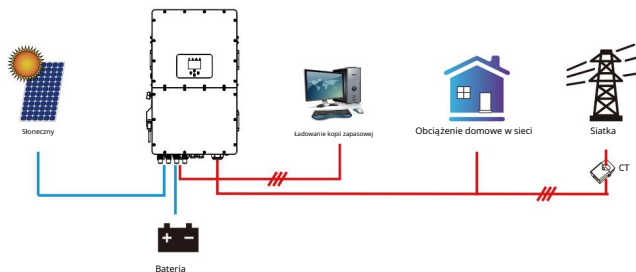 Słoneczny
Ładowanie kopii zapasowej
Obciążenie domowe w sieci
Siatka
CT
Bateria